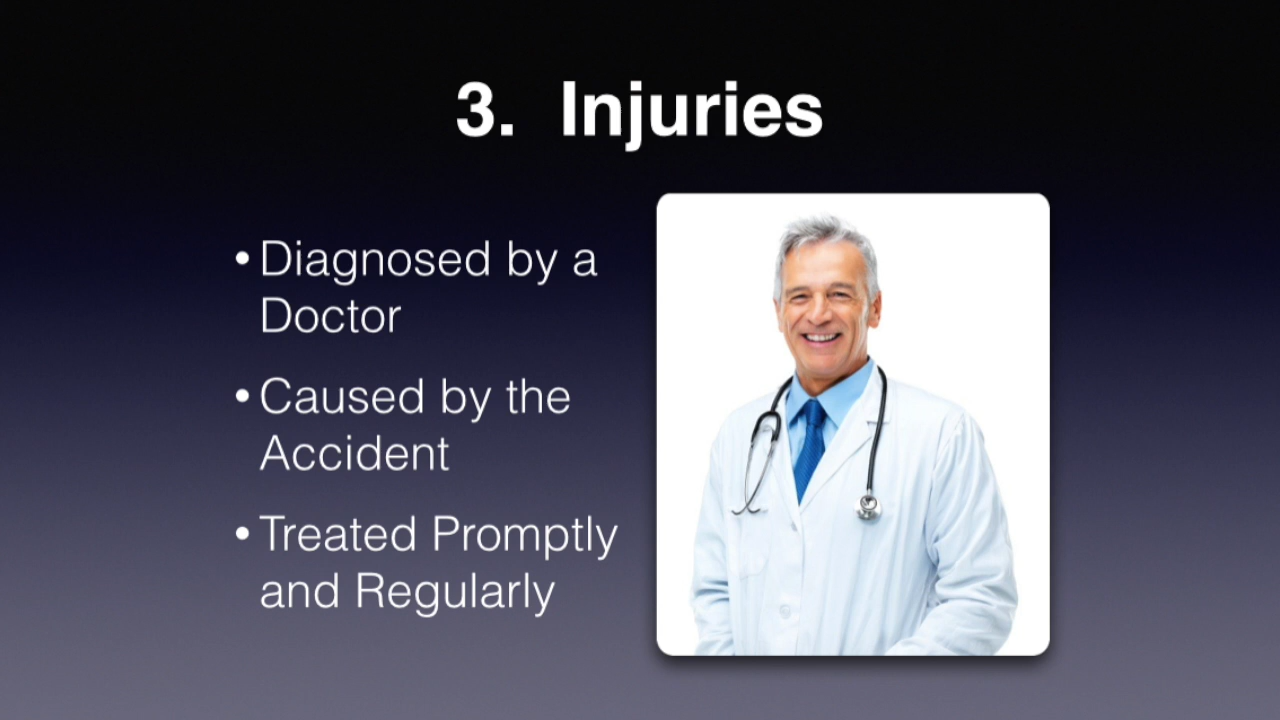 3. Injuries
• Diagnosed by a
Doctor
• Caused by the
Accident
• Treated Promptly
and Regularly